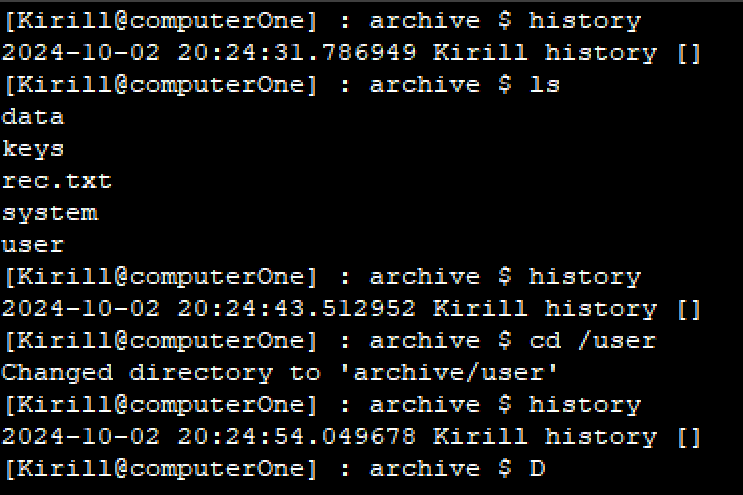 [Kirill@computerOne] : archive $ history
2024-10-02 20:24:31.786949 Kirill history []
[Kirill@computerOne] : archive $ ls
data
keys
rec.txt
system
user
[Kirill@computerOne] : archive $ history
2024-10-02 20:24:43.512952 Kirill history []
[Kirill@computerOne] : archive $ cd /user
Changed directory to 'archive/user'
[Kirill@computerOne] : archive $ history
2024-10-02 20:24:54.049678 Kirill history []
[Kirill@computerOne] : archive $ D